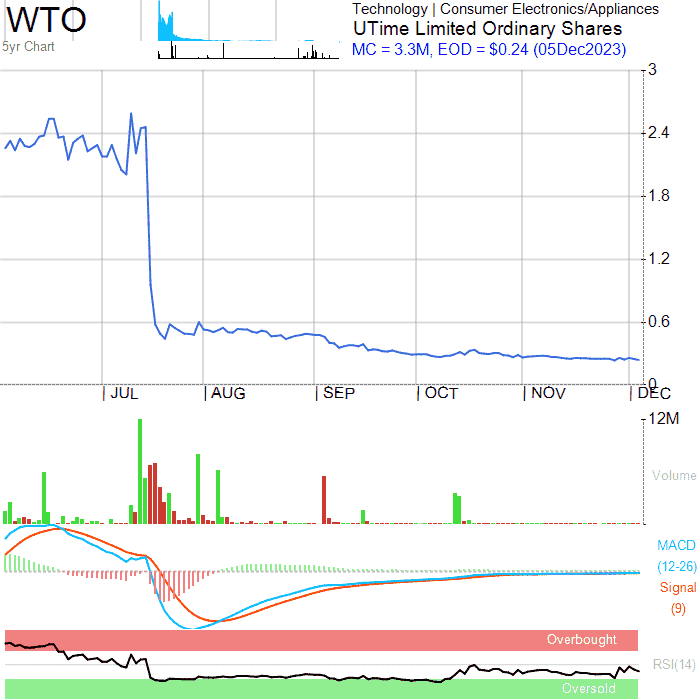 WTO
5yr Chart
Technology | Consumer Electronics/Appliances
UTime Limited Ordinary Shares
MC = 3.3M, EOD = $0.24 (05Dec2023)
3
2.4
1.8
1.2
0.6
0
| JUL | AUG | SEP | OCT | NOV | DEC
12M
Volume
MACD
(12-26)
Signal
(9)
Overbought
RSI(14)
Oversold